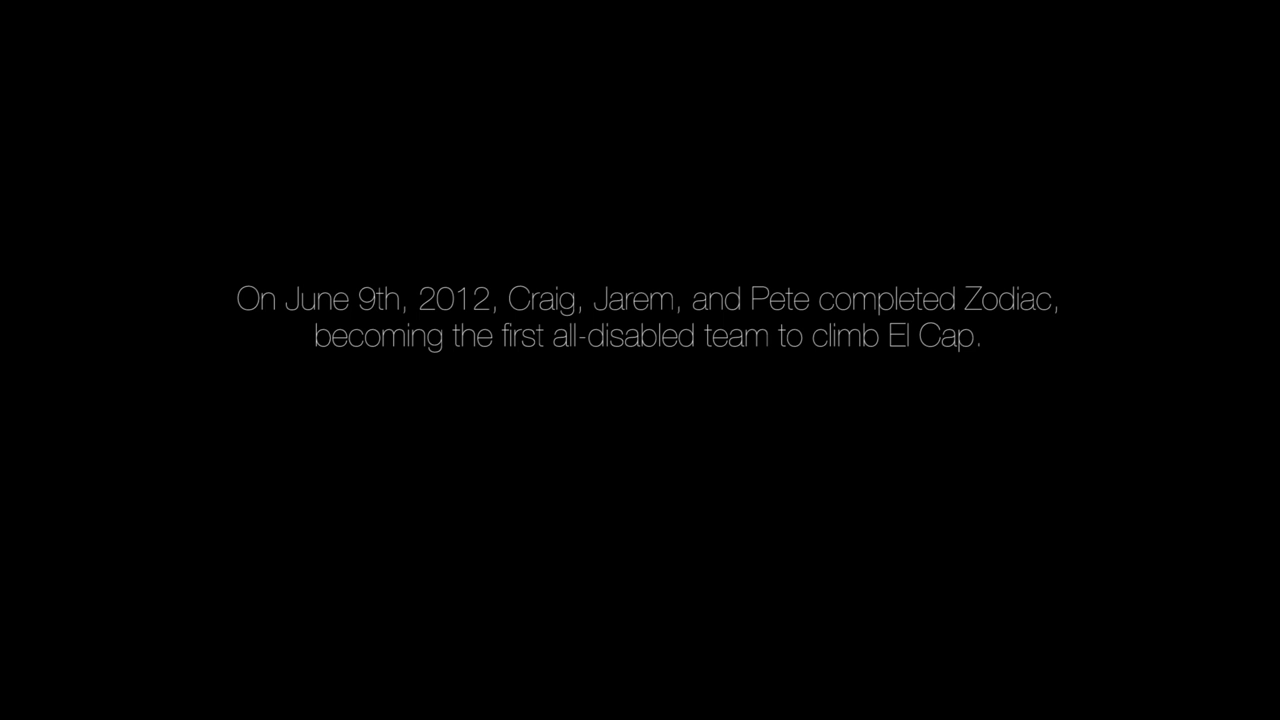 On June 9th, 2012, Craig, Jarem, and Pete completed Zodiac,
becoming the first all-disabled team to climb El Cap.